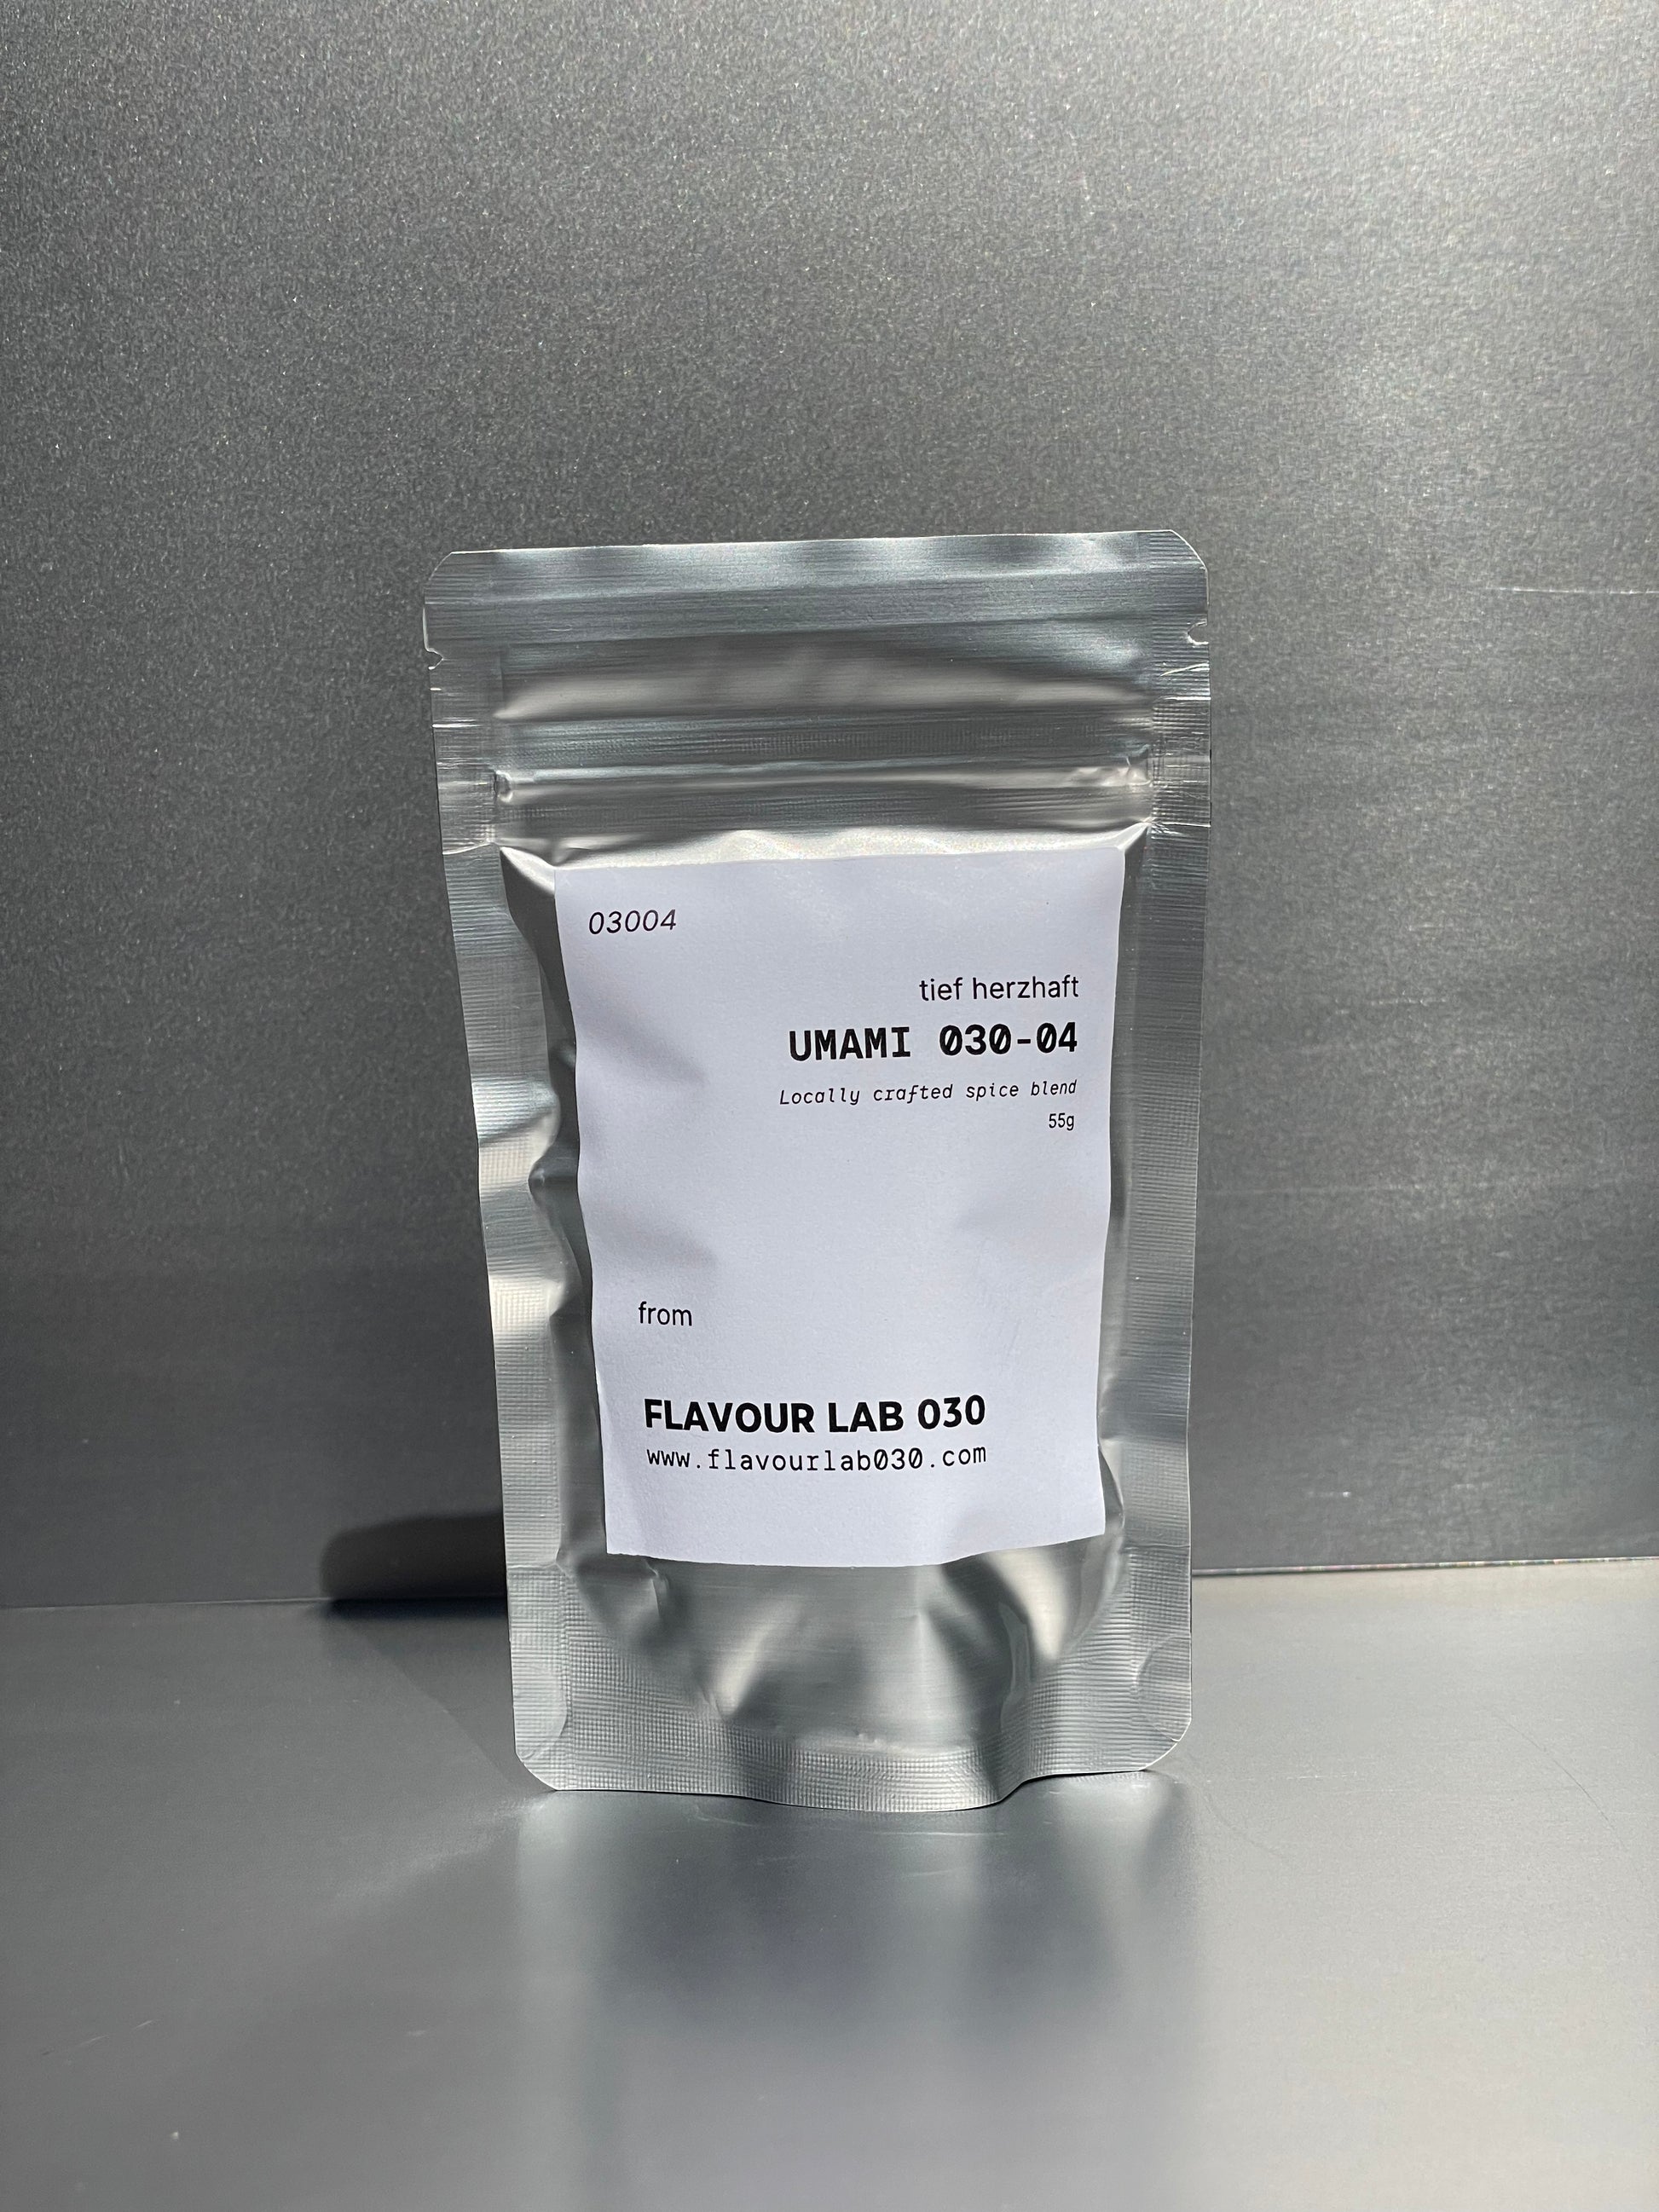 03004
tief herzhaft
UMAMI 030-04
Locally crafted spice blend
55g
from
FLAVOUR LAB 030
www.flavourlab030.com